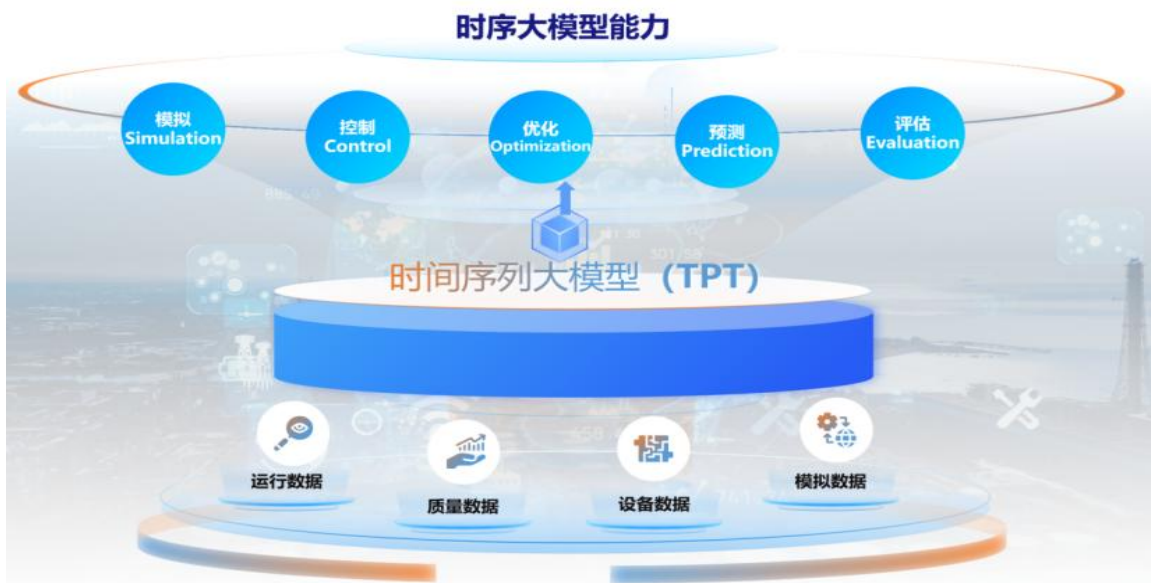 时序大模型能力
模拟
Simulation
控制
Control
优化
Optimization
预测
Prediction
评估
Evaluation
时间序列大模型（TPT）
运行数据
质量数据
设备数据
模拟数据